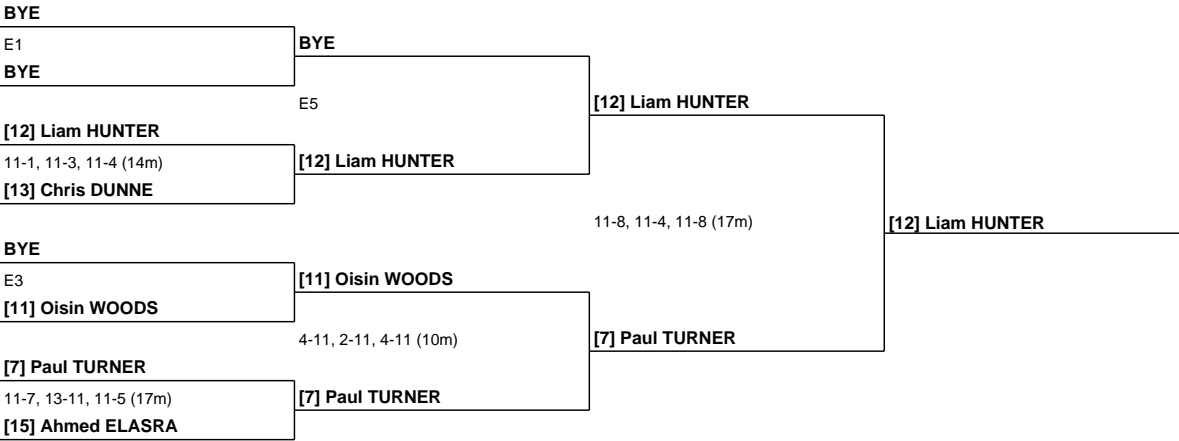 BYE
E1
BYE
BYE
E5
[12] Liam HUNTER
[12] Liam HUNTER
11-1, 11-3, 11-4 (14m)
[12] Liam HUNTER
[13] Chris DUNNE
11-8, 11-4, 11-8 (17m)
[12] Liam HUNTER
BYE
E3
[11] Oisin WOODS
[11] Oisin WOODS
4-11, 2-11, 4-11 (10m)
[7] Paul TURNER
[7] Paul TURNER
11-7, 13-11, 11-5 (17m)
[7] Paul TURNER
[15] Ahmed ELASRA